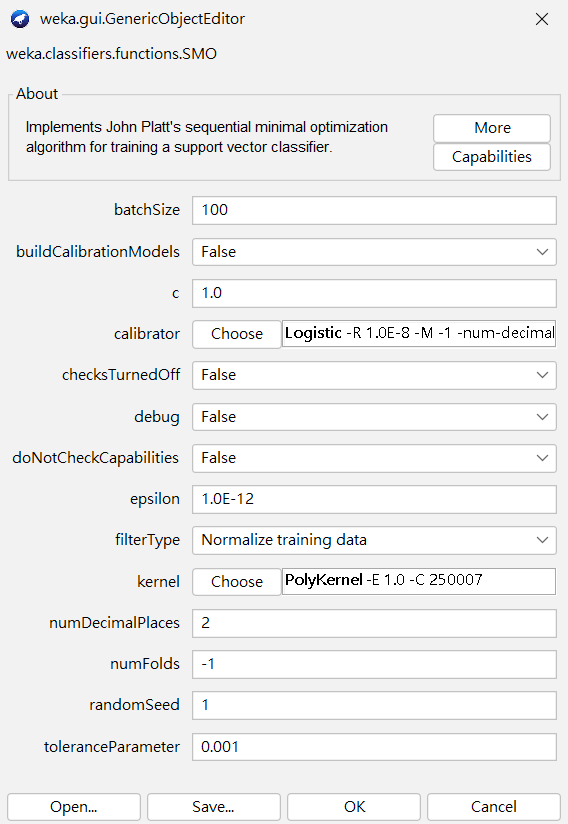 weka.gui.GenericObjectEditor
weka.classifiers.functions.SMO
About
Implements John Platt's sequential minimal optimization
algorithm for training a support vector classifier.
More
Capabilities
batchSize 100
buildCalibrationModels False
c 1.0
calibrator Choose Logistic -R 1.0E-8 -M -1 -num-decimal
checksTurnedOff False
debug False
doNotCheckCapabilities False
epsilon 1.0E-12
filterType Normalize training data
kernel Choose PolyKernel -E 1.0 -C 250007
numDecimalPlaces 2
numFolds -1
randomSeed 1
toleranceParameter 0.001
Open... Save... OK Cancel